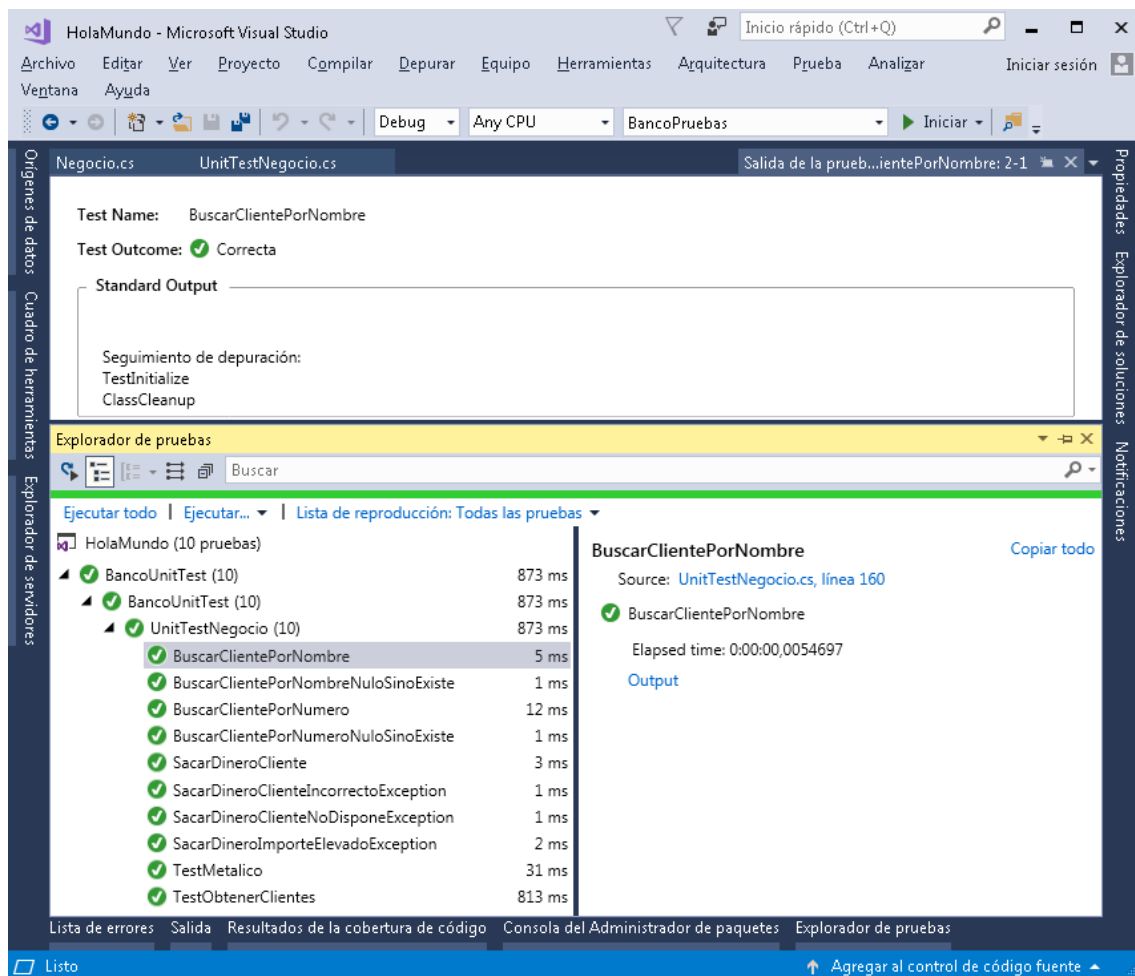 HolaMundo - Microsoft Visual Studio
Inicio rápido (Ctrl+Q)
Archivo Editar Ver Proyecto Compilar Depurar Equipo Herramientas Arquitectura Prueba Analizar Iniciar sesión
Ventana Ayuda
Debug Any CPU BancoPruebas Iniciar
Orígenes de datos
Cuadro de herramientas
Explorador de servidores
Negocio.cs UnitTestNegocio.cs Salida de la prueb...ientePorNombre: 2-1
Test Name: BuscarClientePorNombre
Test Outcome: Correcta
Standard Output
Seguimiento de depuración:
TestInitialize
ClassCleanup
Propiedades
Explorador de soluciones
Notificaciones
Explorador de pruebas
Buscar
Ejecutar todo | Ejecutar... | Lista de reproducción: Todas las pruebas
HolaMundo (10 pruebas)
BancoUnitTest (10) 873 ms
BancoUnitTest (10) 873 ms
UnitTestNegocio (10) 873 ms
BuscarClientePorNombre 5 ms
BuscarClientePorNombreNuloSinoExiste 1 ms
BuscarClientePorNumero 12 ms
BuscarClientePorNumeroNuloSinoExiste 1 ms
SacarDineroCliente 3 ms
SacarDineroClienteIncorrectoException 1 ms
SacarDineroClienteNoDisponeException 1 ms
SacarDineroImporteElevadoException 2 ms
TestMetalico 31 ms
TestObtenerClientes 813 ms
BuscarClientePorNombre Copiar todo
Source: UnitTestNegocio.cs, línea 160
BuscarClientePorNombre
Elapsed time: 0:00:00,0054697
Output
Lista de errores Salida Resultados de la cobertura de código Consola del Administrador de paquetes Explorador de pruebas
Listo Agregar al control de código fuente